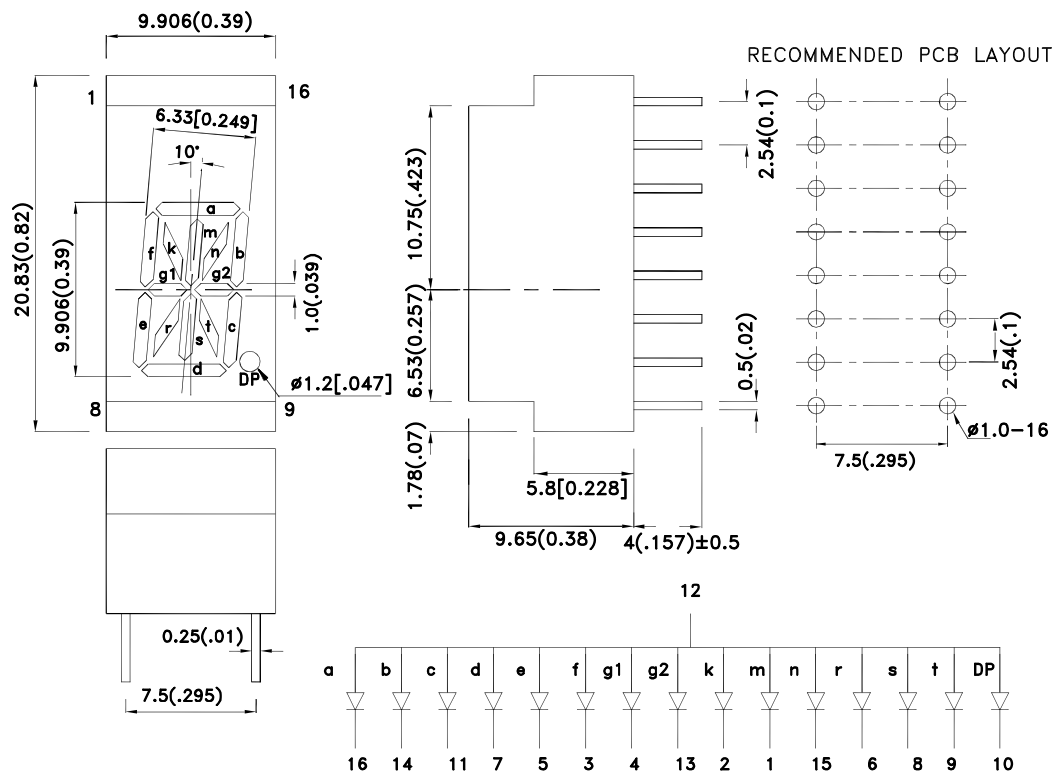 9.906(0.39)
RECOMMENDED PCB LAYOUT
1
16
6.33[0.249]
10°
a
m
k
n
f
b
g1
g2
e
r
t
c
s
d
DP
20.83(0.82)
9.906(0.39)
1.0(.039)
ø1.2[.047]
8
9
10.75(.423)
6.53(0.257)
1.78(.07)
0.5(.02)
5.8[0.228]
9.65(0.38)
4(.157)±0.5
2.54(0.1)
2.54(.1)
ø1.0-16
7.5(.295)
0.25(.01)
7.5(.295)
12
a b c d e f g1 g2 k m n r s t DP
16 14 11 7 5 3 4 13 2 1 15 6 8 9 10